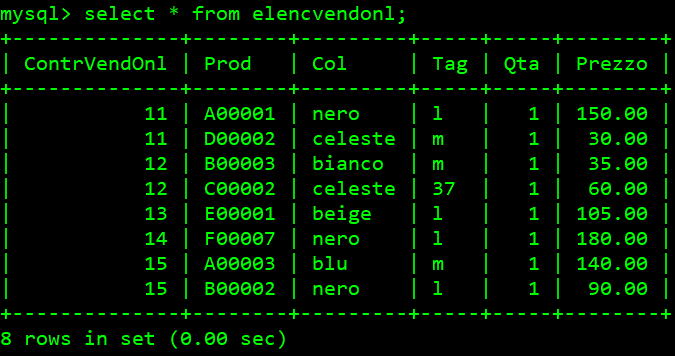 mysql> select * from elencvendonl;
+--------------+--------+---------+-----+-----+--------+
| ContrVendOnl | Prod   | Col     | Tag | Qta | Prezzo |
+--------------+--------+---------+-----+-----+--------+
|           11 | A00001 | nero    | l   |   1 | 150.00 |
|           11 | D00002 | celeste | m   |   1 |  30.00 |
|           12 | B00003 | bianco  | m   |   1 |  35.00 |
|           12 | C00002 | celeste | 37  |   1 |  60.00 |
|           13 | E00001 | beige   | l   |   1 | 105.00 |
|           14 | F00007 | nero    | l   |   1 | 180.00 |
|           15 | A00003 | blu     | m   |   1 | 140.00 |
|           15 | B00002 | nero    | l   |   1 |  90.00 |
+--------------+--------+---------+-----+-----+--------+
8 rows in set (0.00 sec)